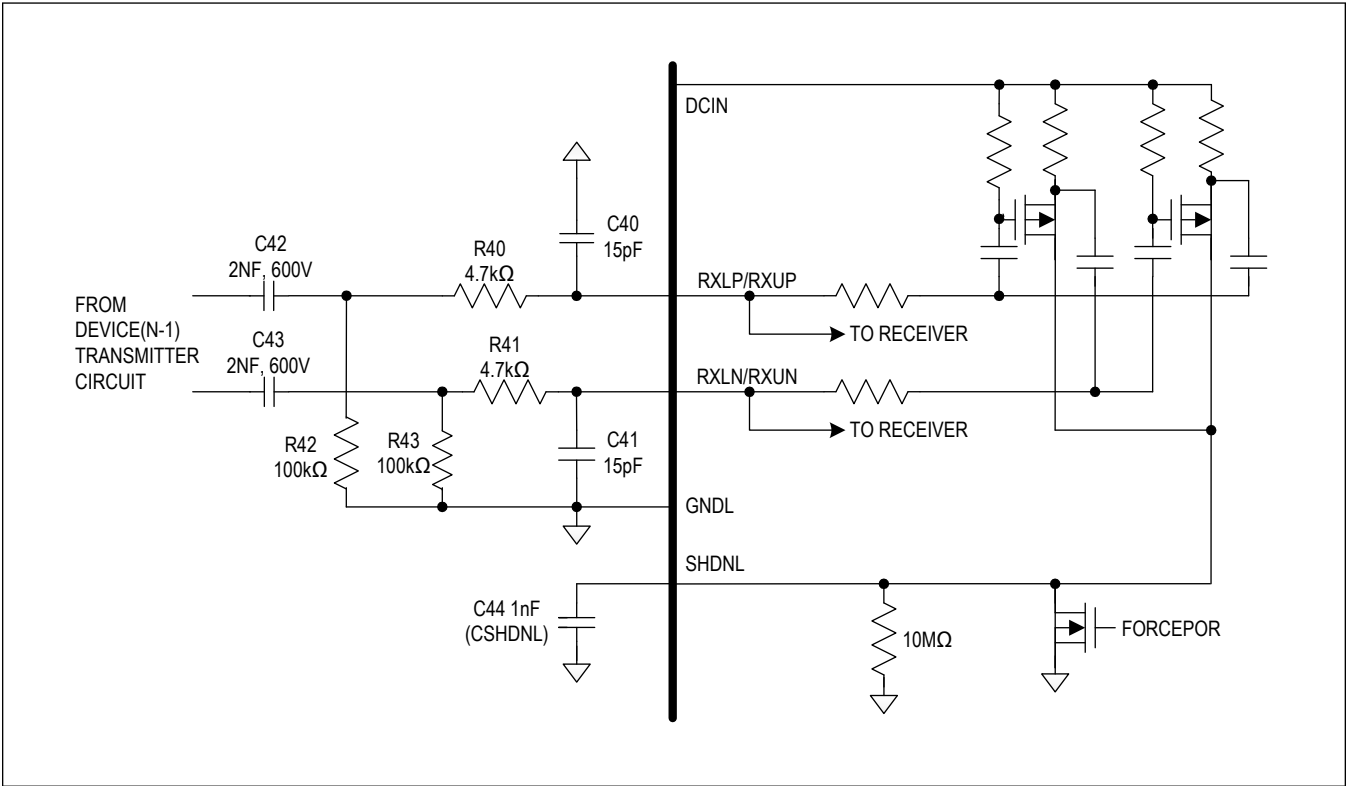 DCIN
C40
15pF
C42
2NF, 600V
R40
4.7kΩ
RXLP/RXUP
FROM
DEVICE(N-1)
TRANSMITTER
CIRCUIT
TO RECEIVER
C43
2NF, 600V
R41
4.7kΩ
RXLN/RXUN
TO RECEIVER
R42
100kΩ
R43
100kΩ
C41
15pF
GNDL
SHDNL
C44 1nF
(CSHDNL)
10MΩ
FORCEPOR